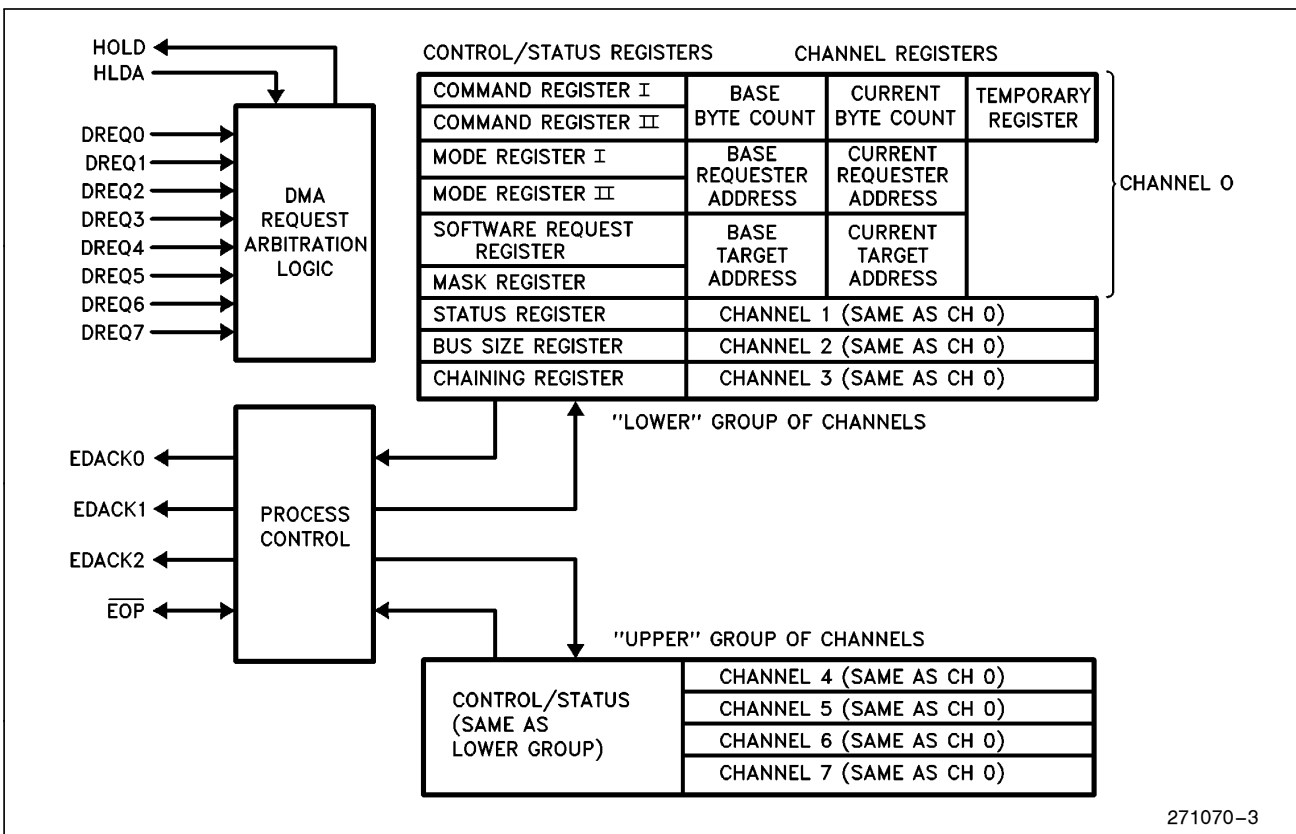 HOLD
HLDA
DREQ0
DREQ1
DREQ2
DREQ3
DREQ4
DREQ5
DREQ6
DREQ7
DMA
REQUEST
ARBITRATION
LOGIC
CONTROL/STATUS REGISTERS
CHANNEL REGISTERS
COMMAND REGISTER I
COMMAND REGISTER II
MODE REGISTER I
MODE REGISTER II
SOFTWARE REQUEST
REGISTER
MASK REGISTER
STATUS REGISTER
BUS SIZE REGISTER
CHAINING REGISTER
BASE
BYTE COUNT
CURRENT
BYTE COUNT
TEMPORARY
REGISTER
BASE
REQUESTER
ADDRESS
CURRENT
REQUESTER
ADDRESS
BASE
TARGET
ADDRESS
CURRENT
TARGET
ADDRESS
CHANNEL 0
CHANNEL 1 (SAME AS CH 0)
CHANNEL 2 (SAME AS CH 0)
CHANNEL 3 (SAME AS CH 0)
"LOWER" GROUP OF CHANNELS
EDACK0
EDACK1
EDACK2
EOP
PROCESS
CONTROL
"UPPER" GROUP OF CHANNELS
CONTROL/STATUS
(SAME AS
LOWER GROUP)
CHANNEL 4 (SAME AS CH 0)
CHANNEL 5 (SAME AS CH 0)
CHANNEL 6 (SAME AS CH 0)
CHANNEL 7 (SAME AS CH 0)
271070–3